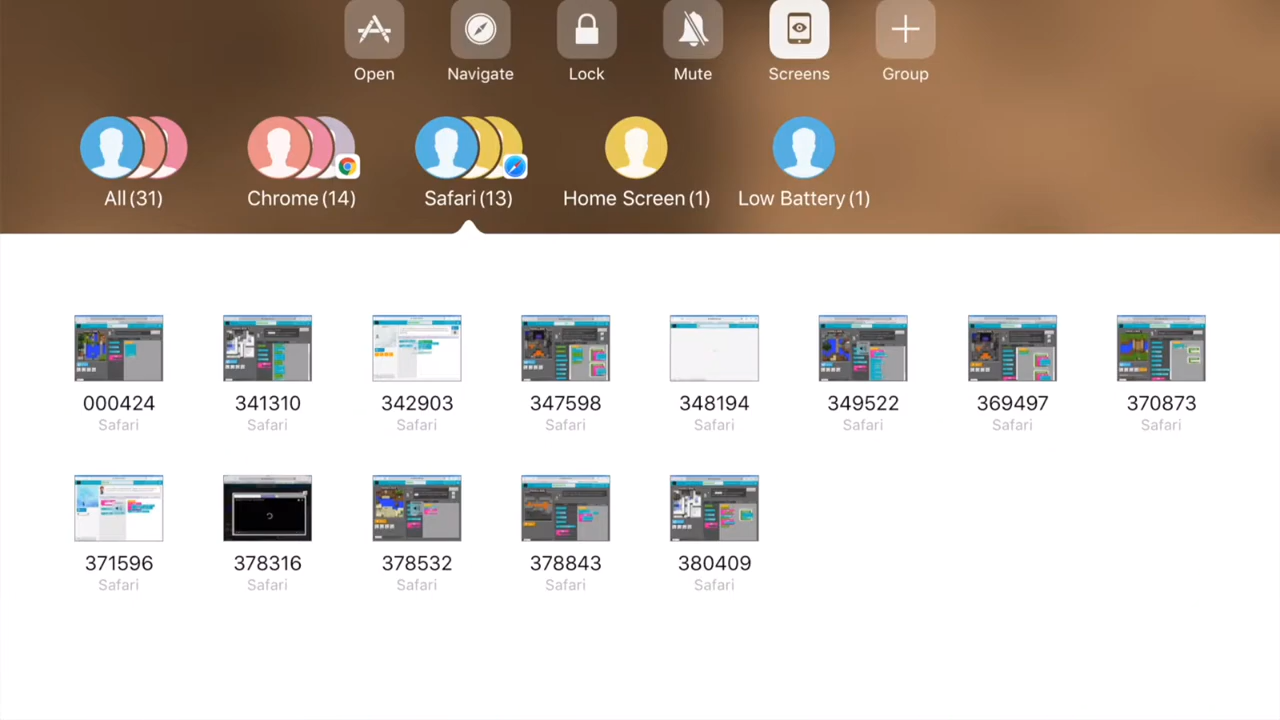 Open Navigate Lock Mute Screens Group
All (31) Chrome (14) Safari (13) Home Screen (1) Low Battery (1)
000424 341310 342903 347598 348194 349522 369497 370873
Safari Safari Safari Safari Safari Safari Safari Safari
371596 378316 378532 378843 380409
Safari Safari Safari Safari Safari